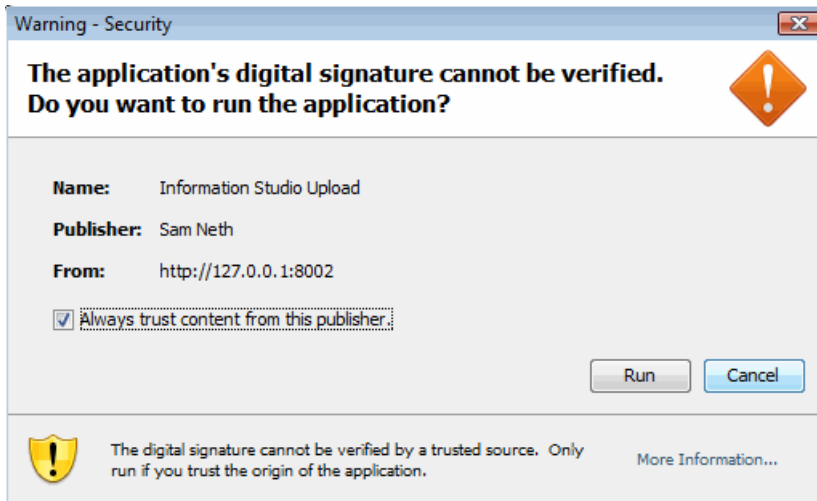 Warning - Security
The application's digital signature cannot be verified.
Do you want to run the application?
Name: Information Studio Upload
Publisher: Sam Neth
From: http://127.0.0.1:8002
Always trust content from this publisher.
Run Cancel
The digital signature cannot be verified by a trusted source. Only
run if you trust the origin of the application.
More Information...